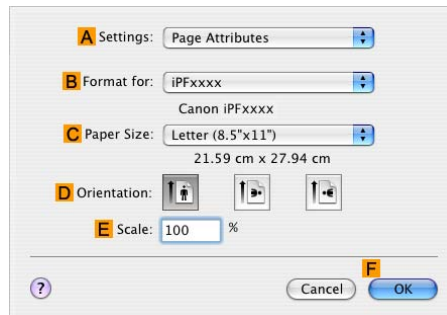 A Settings: Page Attributes
B Format for: iPFxxxx
Canon iPFxxxx
C Paper Size: Letter (8.5"x11")
21.59 cm x 27.94 cm
D Orientation:
E Scale: 100 %
F
? Cancel OK